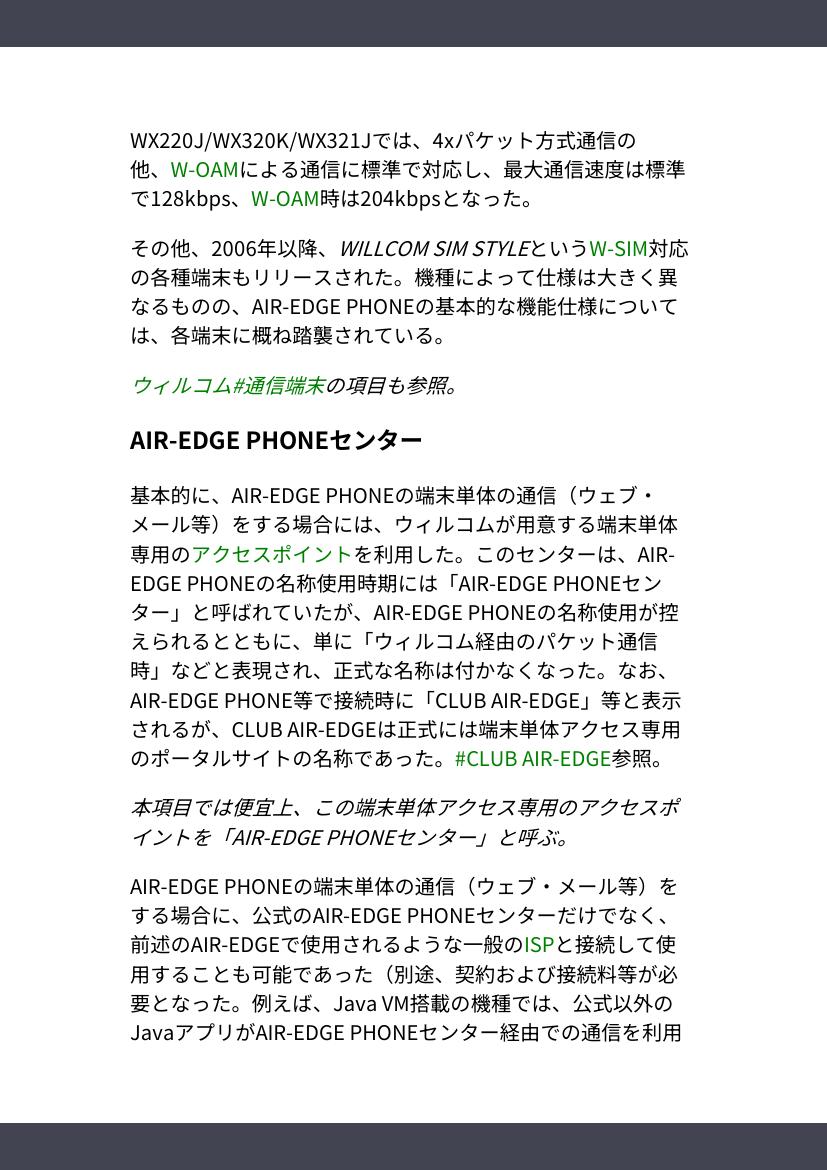 WX220J/WX320K/WX321Jでは、4xパケット方式通信の
他、W-OAMによる通信に標準で対応し、最大通信速度は標準
で128kbps、W-OAM時は204kbpsとなった。
その他、2006年以降、WILLCOM SIM STYLEというW-SIM対応
の各種端末もリリースされた。機種によって仕様は大きく異
なるものの、AIR-EDGE PHONEの基本的な機能仕様について
は、各端末に概ね踏襲されている。
ウィルコム#通信端末の項目も参照。
AIR-EDGE PHONEセンター
基本的に、AIR-EDGE PHONEの端末単体の通信（ウェブ・
メール等）をする場合には、ウィルコムが用意する端末単体
専用のアクセスポイントを利用した。このセンターは、AIR-
EDGE PHONEの名称使用時期には「AIR-EDGE PHONEセン
ター」と呼ばれていたが、AIR-EDGE PHONEの名称使用が控
えられるとともに、単に「ウィルコム経由のパケット通信
時」などと表現され、正式な名称は付かなくなった。なお、
AIR-EDGE PHONE等で接続時に「CLUB AIR-EDGE」等と表示
されるが、CLUB AIR-EDGEは正式には端末単体アクセス専用
のポータルサイトの名称であった。#CLUB AIR-EDGE参照。
本項目では便宜上、この端末単体アクセス専用のアクセスポ
イントを「AIR-EDGE PHONEセンター」と呼ぶ。
AIR-EDGE PHONEの端末単体の通信（ウェブ・メール等）を
する場合に、公式のAIR-EDGE PHONEセンターだけでなく、
前述のAIR-EDGEで使用されるような一般のISPと接続して使
用することも可能であった（別途、契約および接続料等が必
要となった。例えば、Java VM搭載の機種では、公式以外の
JavaアプリがAIR-EDGE PHONEセンター経由での通信を利用